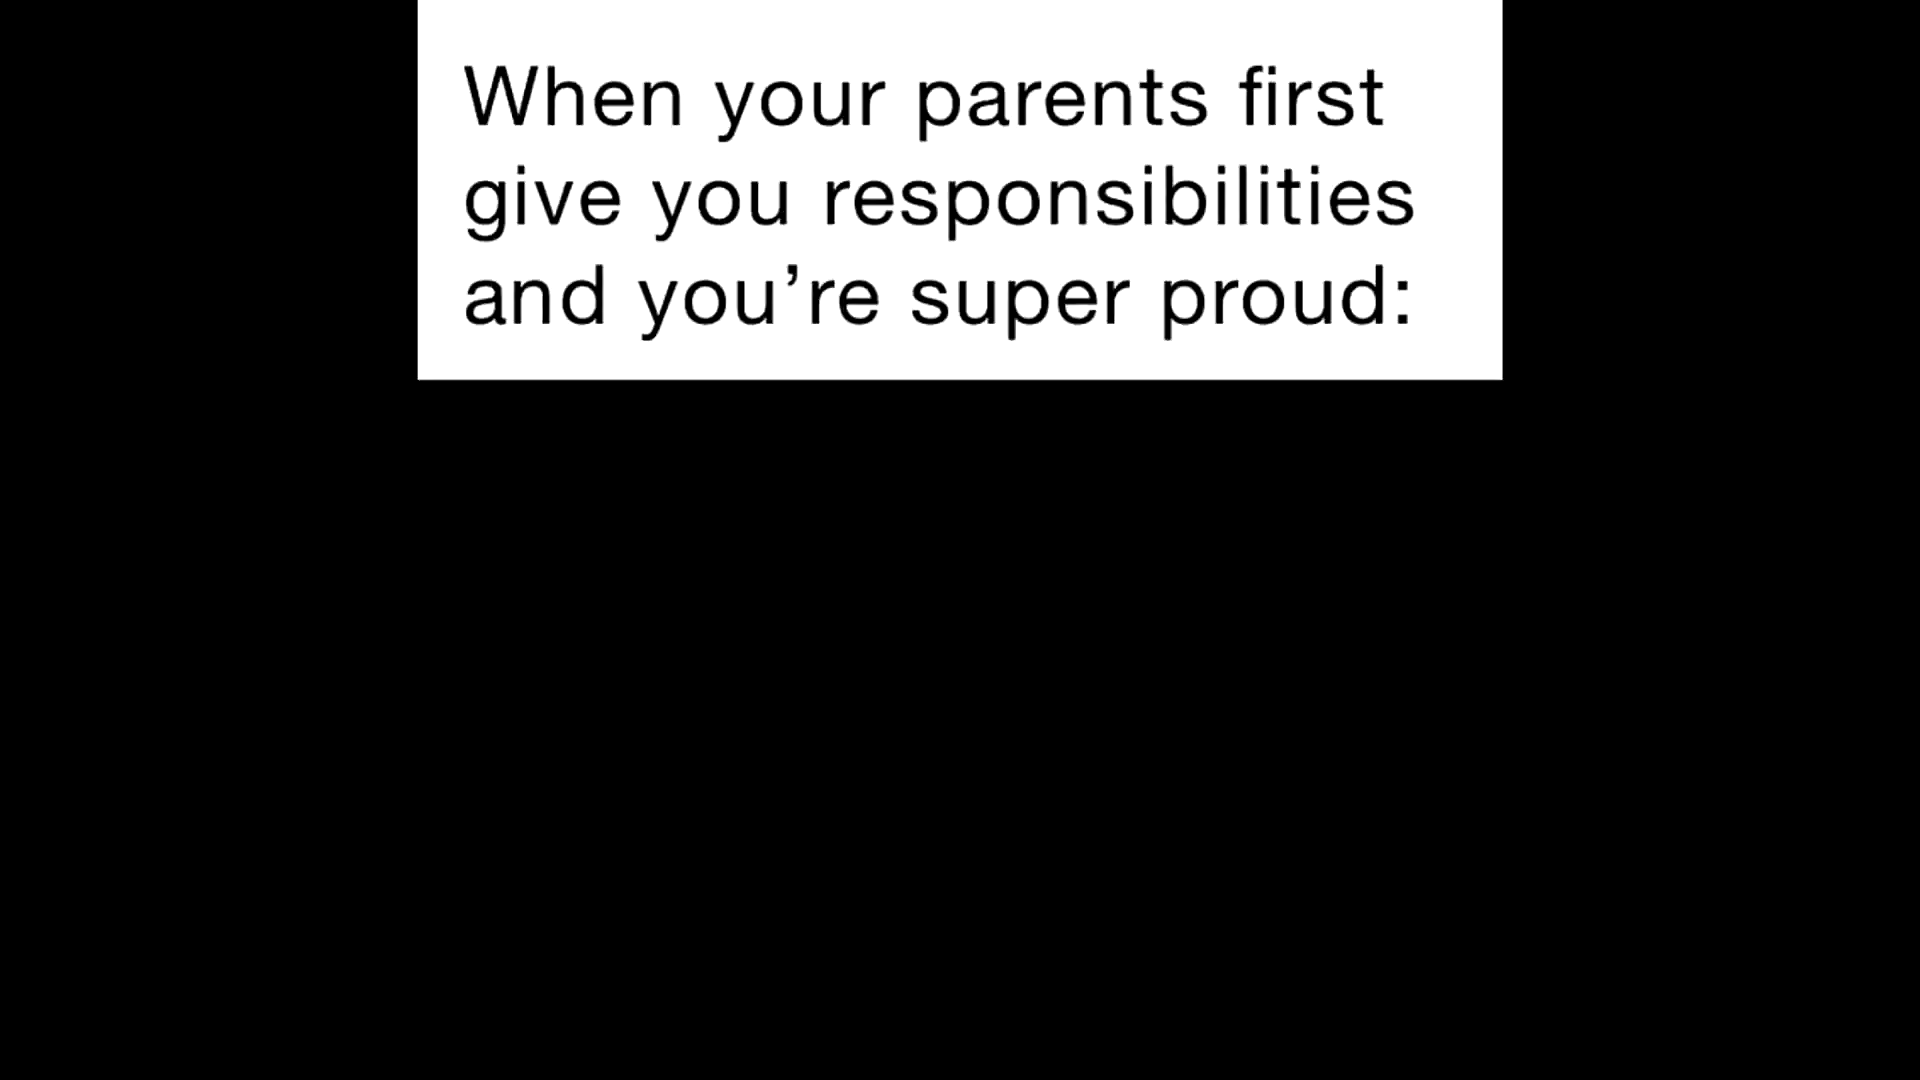 When your parents first
give you responsibilities
and you’re super proud: